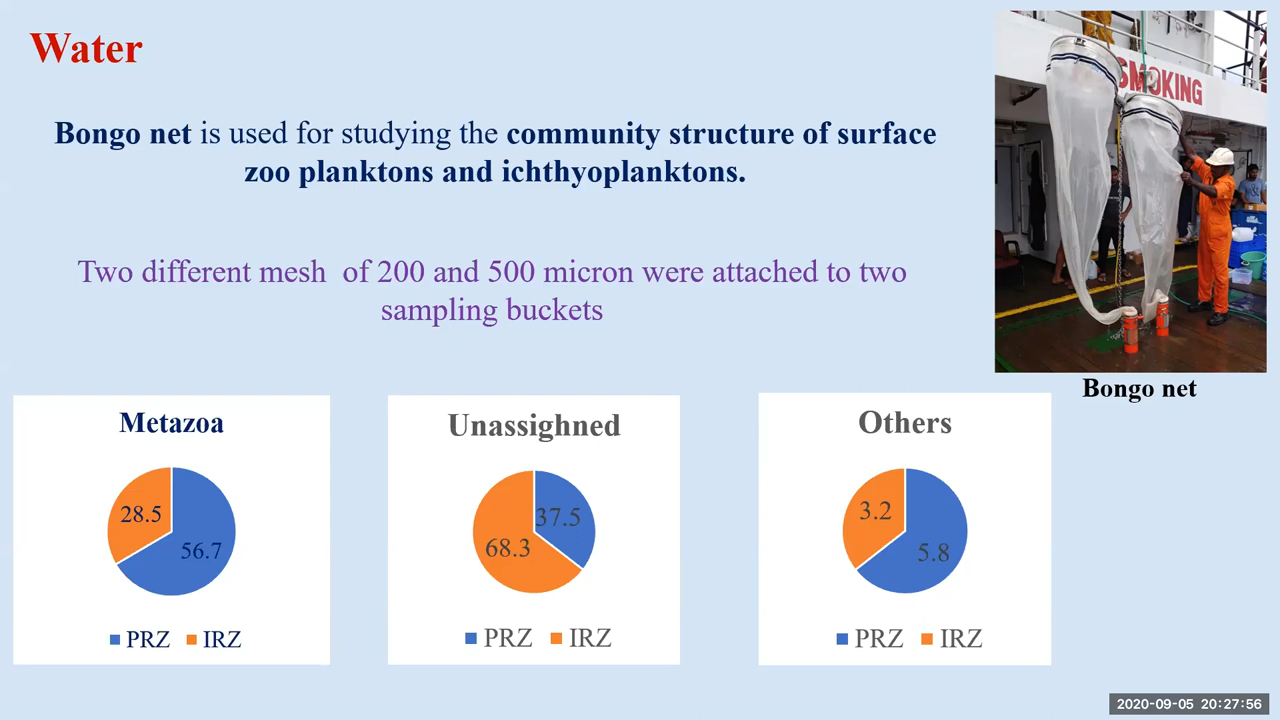 Water
Bongo net is used for studying the community structure of surface
zoo planktons and ichthyoplanktons.
Two different mesh of 200 and 500 micron were attached to two
sampling buckets
SMOKING
Bongo net
Metazoa
28.5
56.7
PRZ IRZ
Unassighned
37.5
68.3
PRZ IRZ
Others
3.2
5.8
PRZ IRZ
2020-09-05 20:27:56